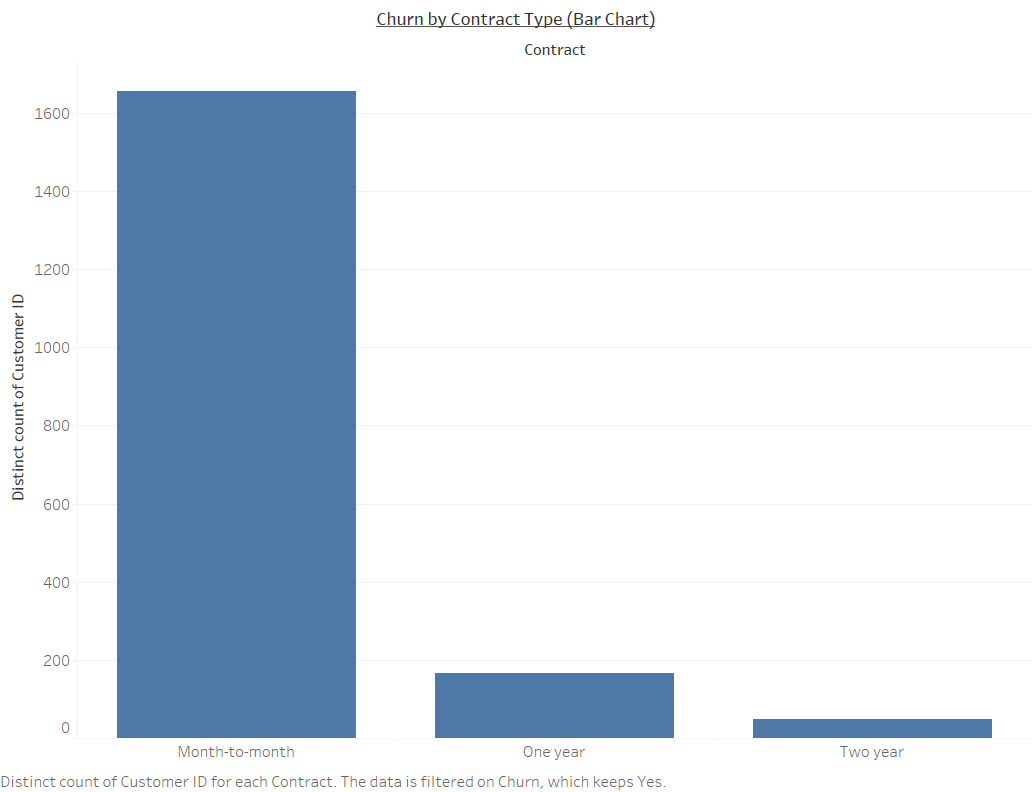 Churn by Contract Type (Bar Chart)
Contract
Distinct count of Customer ID
1600
1400
1200
1000
800
600
400
200
0
Month-to-month
One year
Two year
Distinct count of Customer ID for each Contract. The data is filtered on Churn, which keeps Yes.